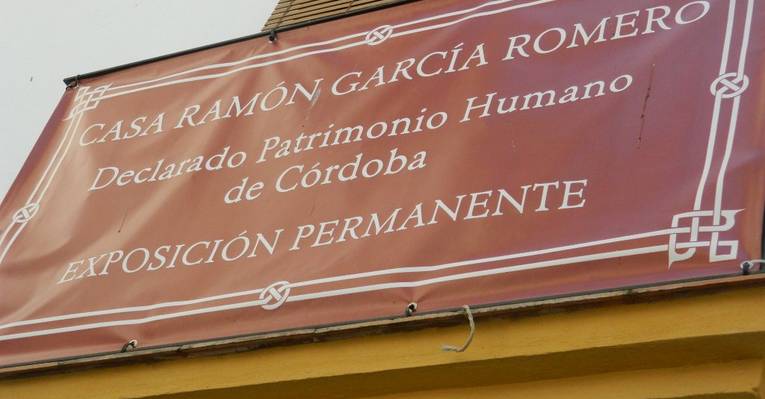 CASA RAMÓN GARCÍA ROMERO
Declarado Patrimonio Humano
de Córdoba
EXPOSICIÓN PERMANENTE